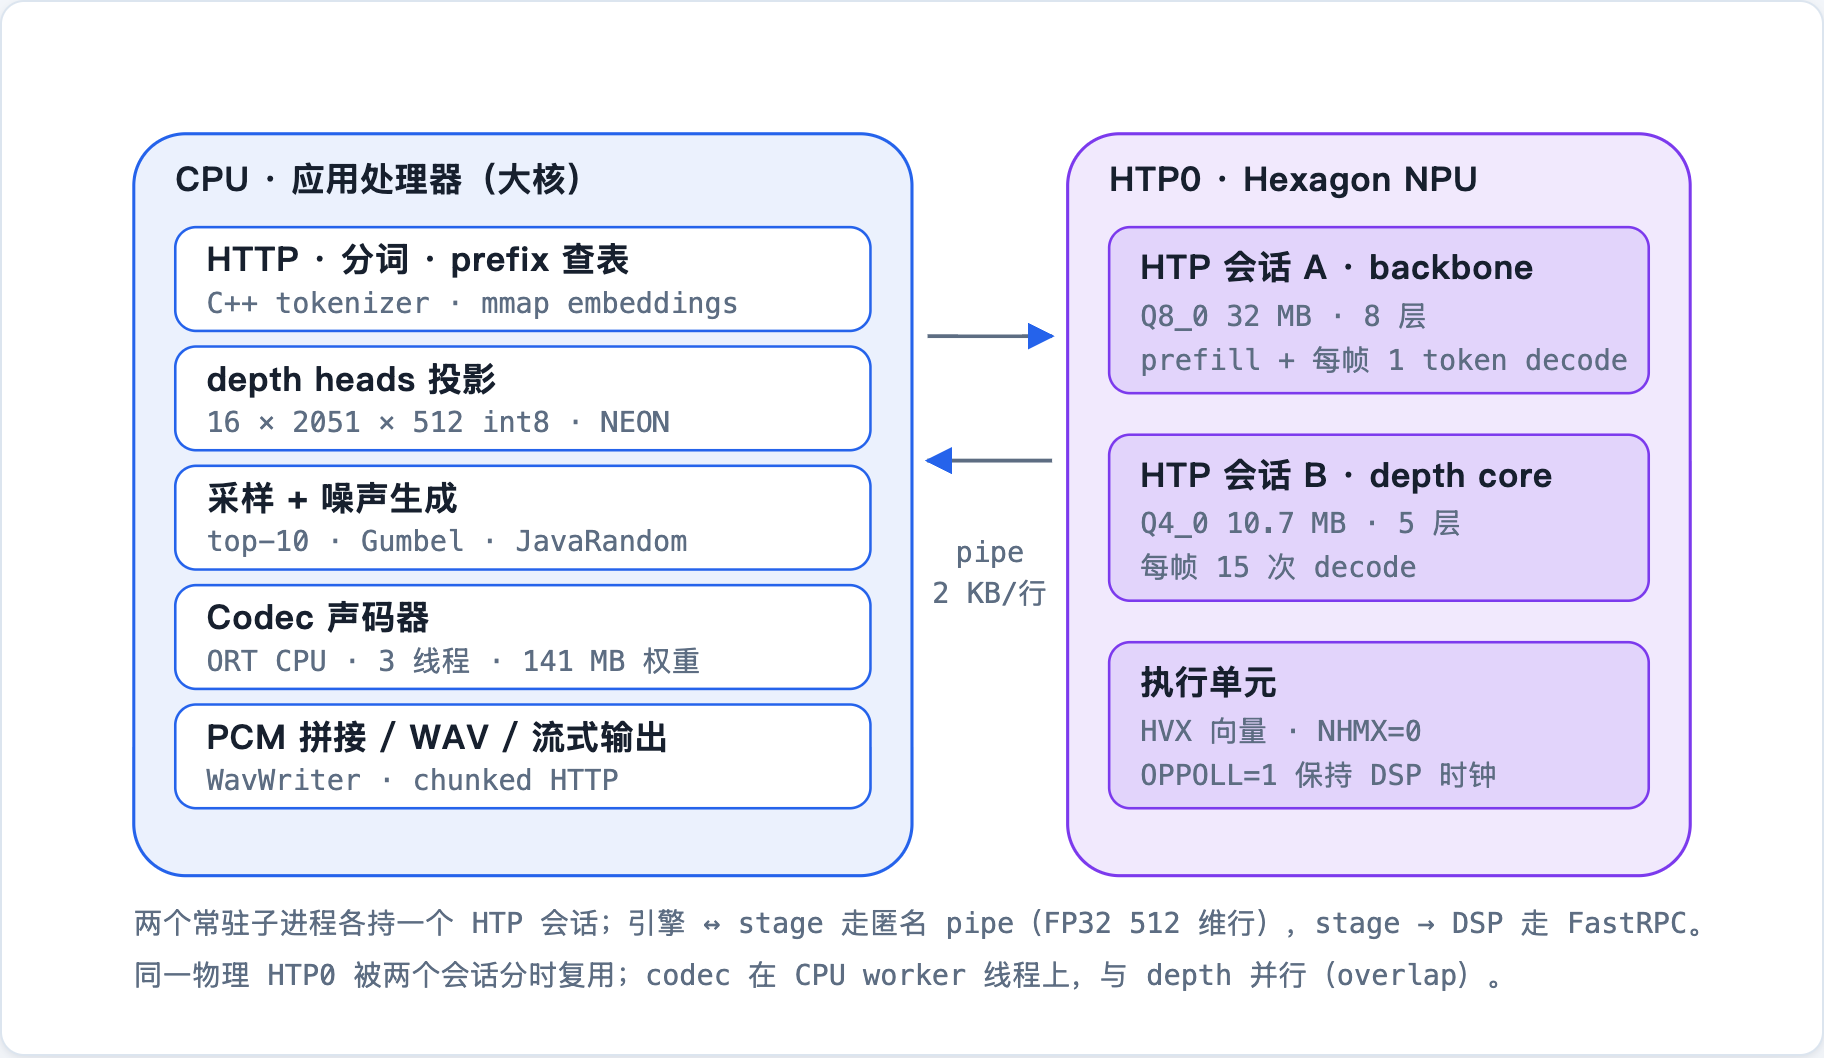 CPU · 应用处理器（大核）
HTTP · 分词 · prefix 查表
C++ tokenizer · mmap embeddings
depth heads 投影
16 × 2051 × 512 int8 · NEON
采样 + 噪声生成
top-10 · Gumbel · JavaRandom
Codec 声码器
ORT CPU · 3 线程 · 141 MB 权重
PCM 拼接 / WAV / 流式输出
WavWriter · chunked HTTP
pipe
2 KB/行
HTP0 · Hexagon NPU
HTP 会话 A · backbone
Q8_0 32 MB · 8 层
prefill + 每帧 1 token decode
HTP 会话 B · depth core
Q4_0 10.7 MB · 5 层
每帧 15 次 decode
执行单元
HVX 向量 · NHMX=0
OPPOLL=1 保持 DSP 时钟
两个常驻子进程各持一个 HTP 会话；引擎 ↔ stage 走匿名 pipe（FP32 512 维行），stage → DSP 走 FastRPC。
同一物理 HTP0 被两个会话分时复用；codec 在 CPU worker 线程上，与 depth 并行（overlap）。